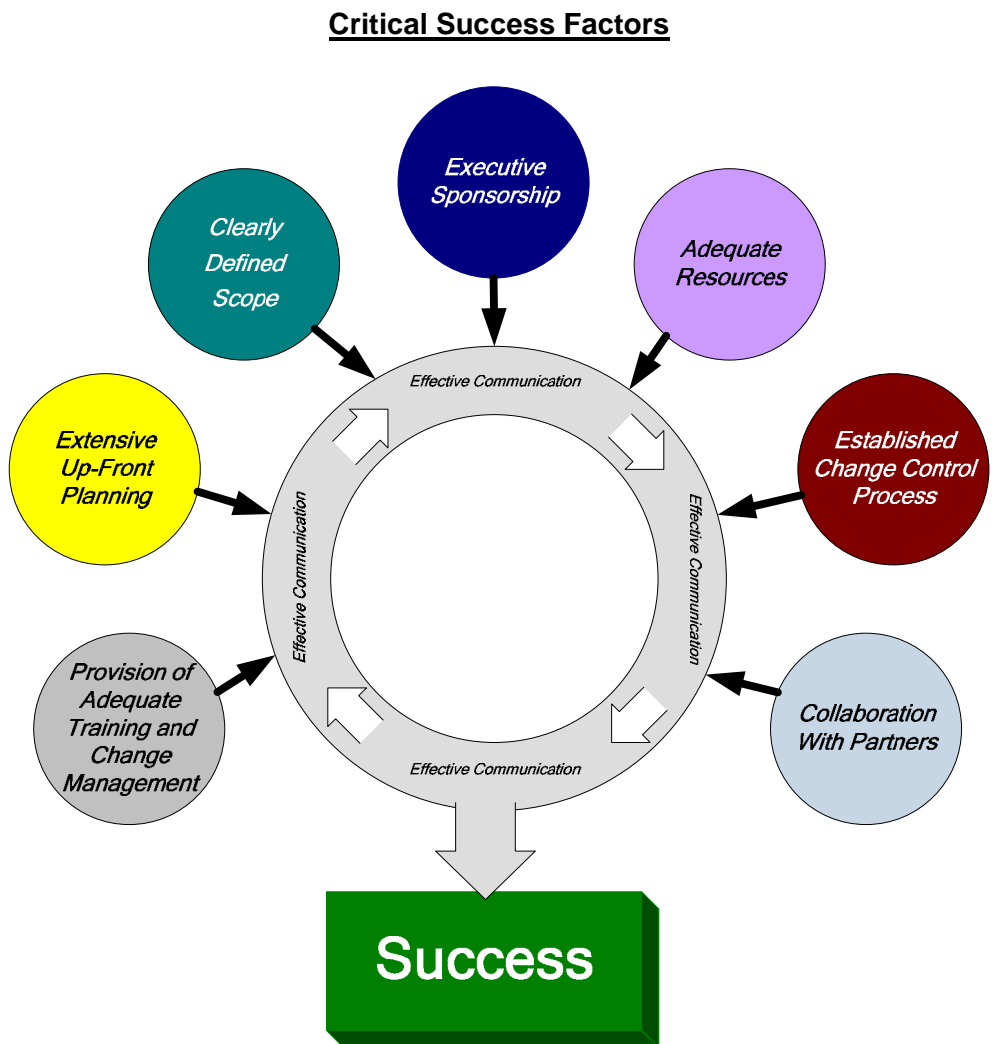 Critical Success Factors
Executive
Sponsorship
Clearly
Defined
Scope
Adequate
Resources
Effective Communication
Extensive
Up-Front
Planning
Established
Change Control
Process
Effective Communication
Effective Communication
Provision of
Adequate
Training and
Change
Management
Collaboration
With Partners
Effective Communication
Success